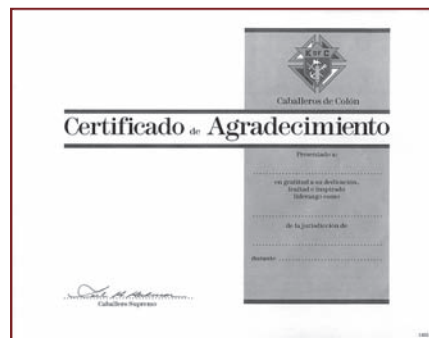 K OF C
Caballeros de Colón
Certificado de Agradecimiento
Presentado a:
en gratitud a su dedicación,
lealtad e inspirado
liderazgo como
de la jurisdicción de
durante
Caballero Supremo